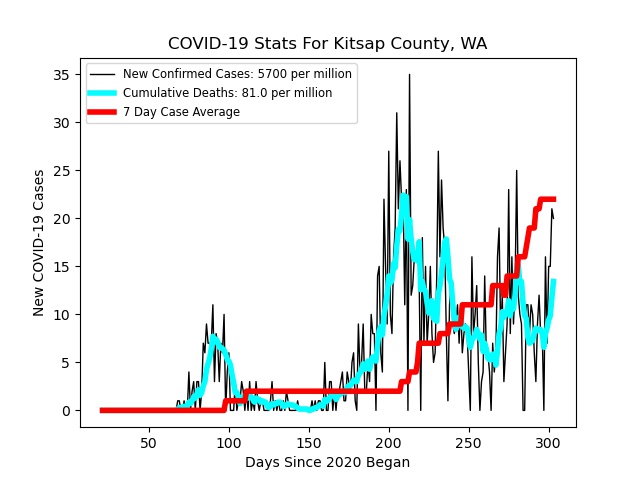 COVID-19 Stats For Kitsap County, WA
New Confirmed Cases: 5700 per million
Cumulative Deaths: 81.0 per million
7 Day Case Average
New COVID-19 Cases
35
30
25
20
15
10
5
0
50 100 150 200 250 300
Days Since 2020 Began